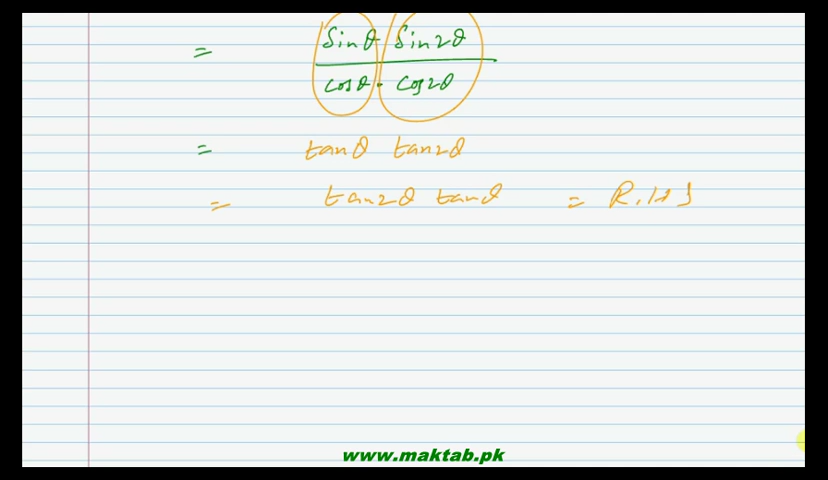 = sinθ sin2θ
cosθ · cos2θ
= tanθ tan2θ
= tan2θ tanθ = R.H.S
www.maktab.pk